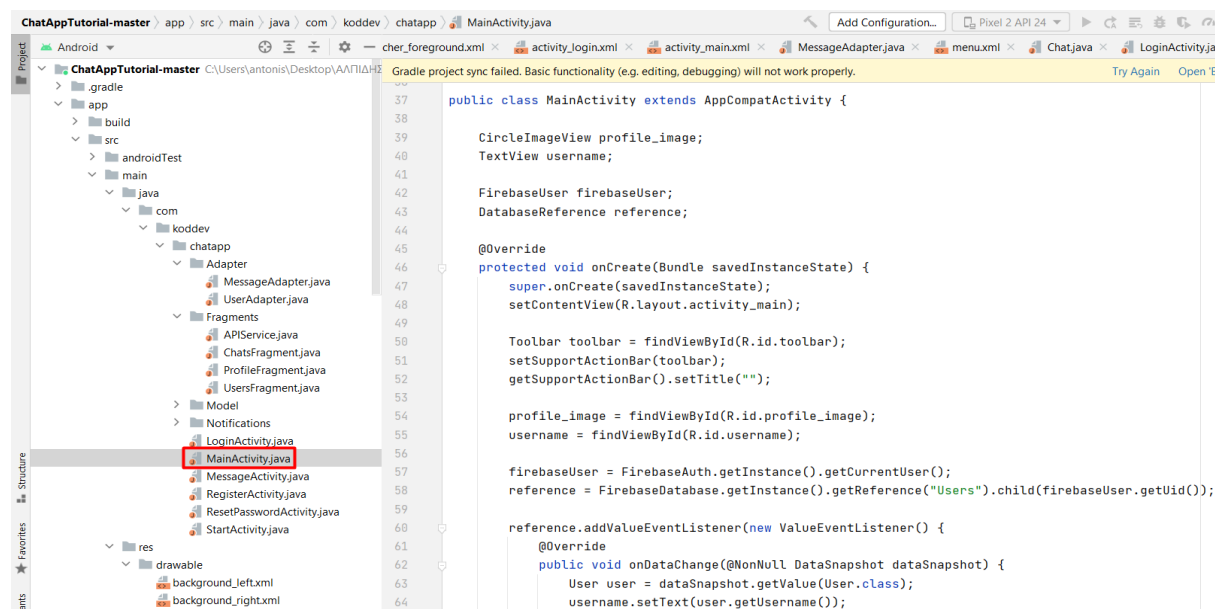 ChatAppTutorial-master app src main java com koddev chatapp MainActivity.java Add Configuration... Pixel 2 API 24
Project
Android
cher_foreground.xml activity_login.xml activity_main.xml MessageAdapter.java menu.xml Chat.java LoginActivity.ja
ChatAppTutorial-master C:\Users\antonis\Desktop\ΑΛΠΙΔΗΣ
Gradle project sync failed. Basic functionality (e.g. editing, debugging) will not work properly. Try Again Open 'E
.gradle
app
build
src
androidTest
main
java
com
koddev
chatapp
Adapter
MessageAdapter.java
UserAdapter.java
Fragments
APIService.java
ChatsFragment.java
ProfileFragment.java
UsersFragment.java
Model
Notifications
LoginActivity.java
MainActivity.java
MessageActivity.java
RegisterActivity.java
ResetPasswordActivity.java
StartActivity.java
res
drawable
background_left.xml
background_right.xml
Structure
Favorites
37 public class MainActivity extends AppCompatActivity {
38
39 CircleImageView profile_image;
40 TextView username;
41
42 FirebaseUser firebaseUser;
43 DatabaseReference reference;
44
45 @Override
46 protected void onCreate(Bundle savedInstanceState) {
47 super.onCreate(savedInstanceState);
48 setContentView(R.layout.activity_main);
49
50 Toolbar toolbar = findViewById(R.id.toolbar);
51 setSupportActionBar(toolbar);
52 getSupportActionBar().setTitle("");
53
54 profile_image = findViewById(R.id.profile_image);
55 username = findViewById(R.id.username);
56
57 firebaseUser = FirebaseAuth.getInstance().getCurrentUser();
58 reference = FirebaseDatabase.getInstance().getReference("Users").child(firebaseUser.getUid());
59
60 reference.addValueEventListener(new ValueEventListener() {
61 @Override
62 public void onDataChange(@NonNull DataSnapshot dataSnapshot) {
63 User user = dataSnapshot.getValue(User.class);
64 username.setText(user.getUsername());